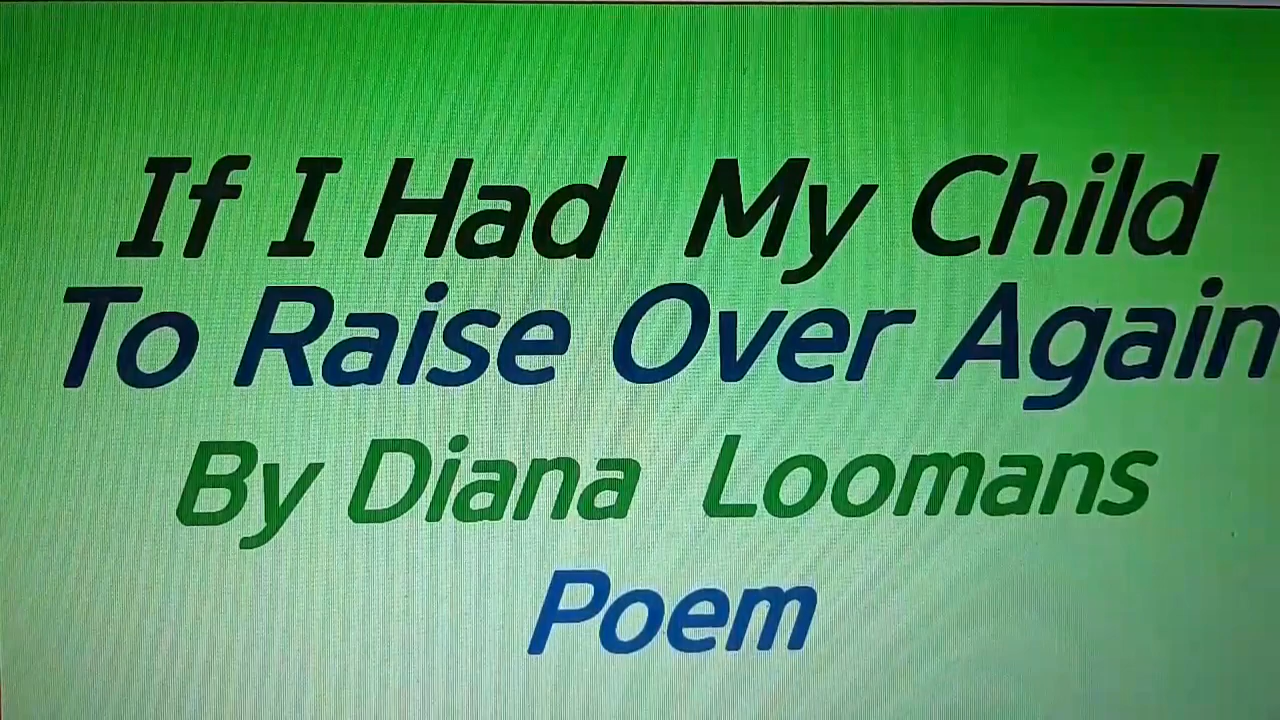 If I Had My Child
To Raise Over Again
By Diana Loomans
Poem